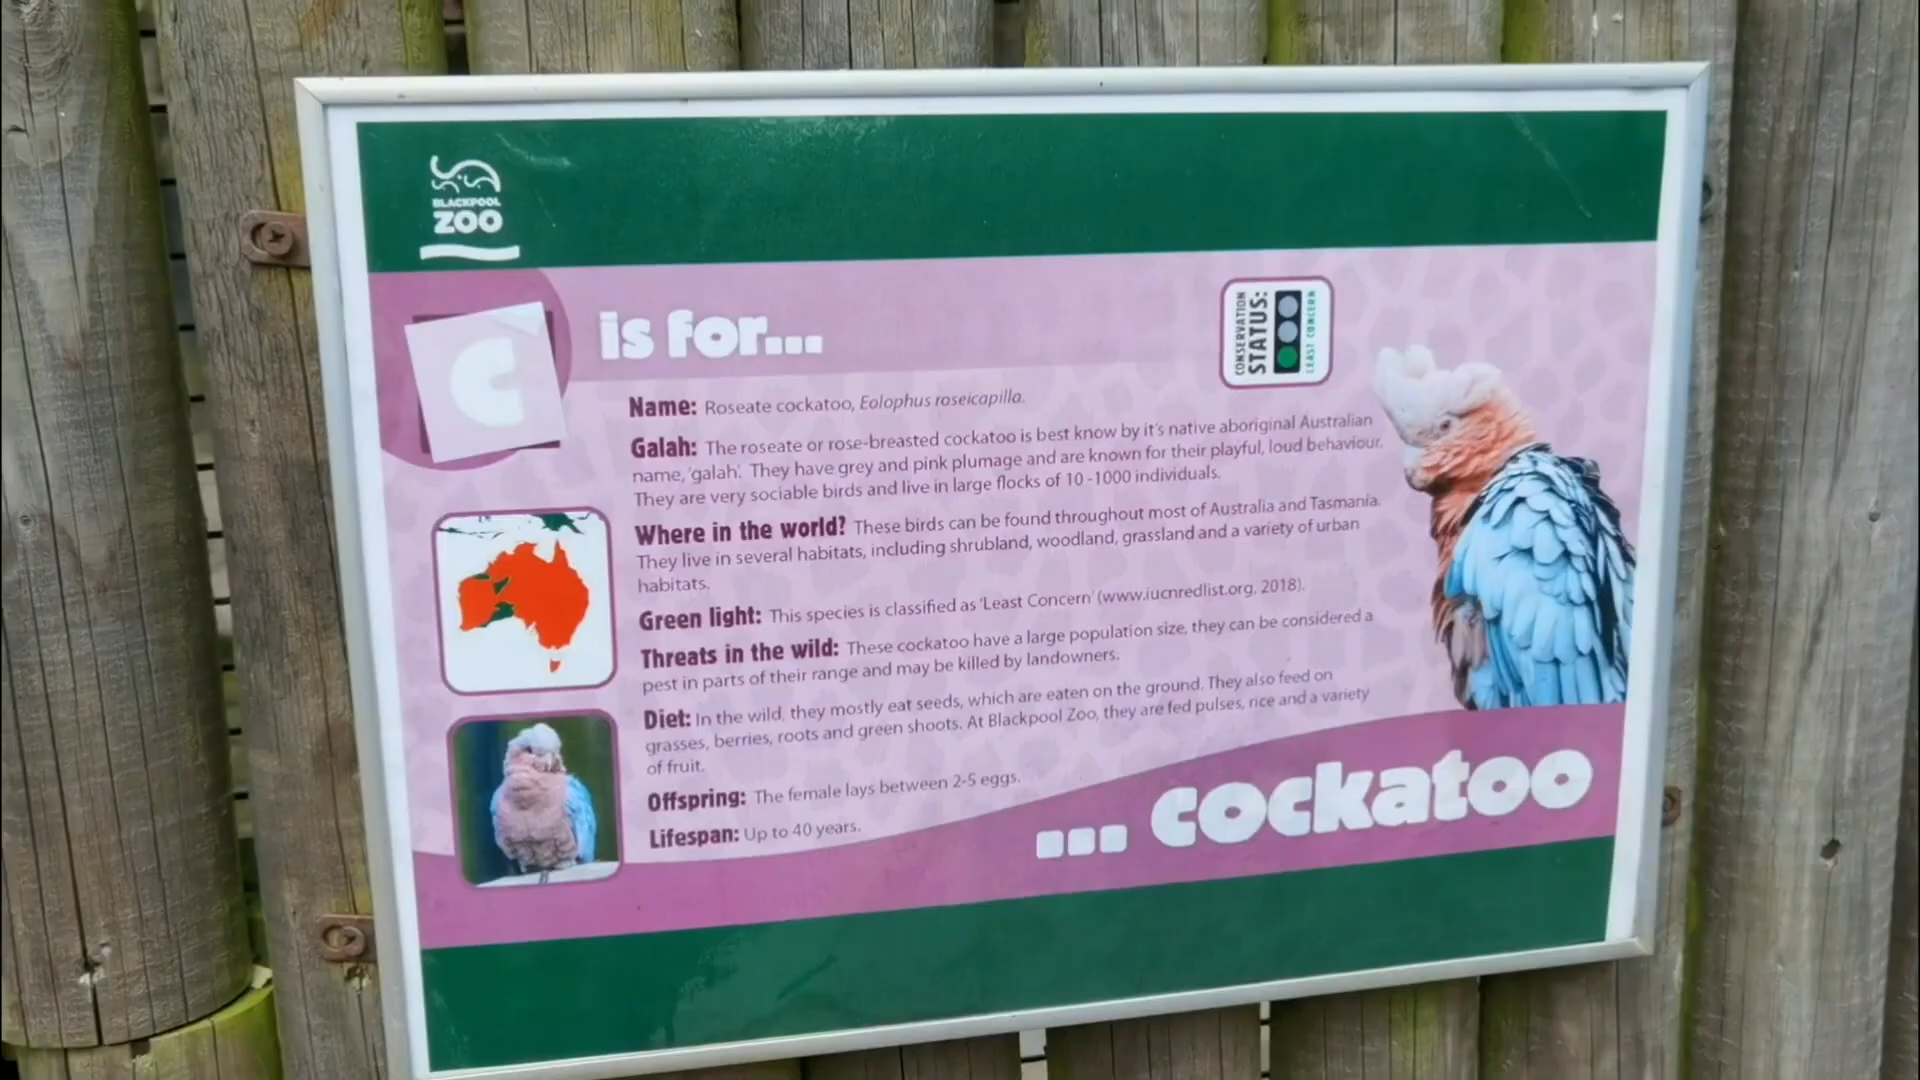 BLACKPOOL
ZOO
C
is for...
CONSERVATION
STATUS:
LEAST CONCERN
Name: Roseate cockatoo, Eolophus roseicapilla.
Galah: The roseate or rose-breasted cockatoo is best know by it's native aboriginal Australian
name, 'galah'. They have grey and pink plumage and are known for their playful, loud behaviour.
They are very sociable birds and live in large flocks of 10 -1000 individuals.
Where in the world? These birds can be found throughout most of Australia and Tasmania.
They live in several habitats, including shrubland, woodland, grassland and a variety of urban
habitats.
Green light: This species is classified as 'Least Concern' (www.iucnredlist.org, 2018).
Threats in the wild: These cockatoo have a large population size, they can be considered a
pest in parts of their range and may be killed by landowners.
Diet: In the wild, they mostly eat seeds, which are eaten on the ground. They also feed on
grasses, berries, roots and green shoots. At Blackpool Zoo, they are fed pulses, rice and a variety
of fruit.
Offspring: The female lays between 2-5 eggs.
Lifespan: Up to 40 years.
... cockatoo